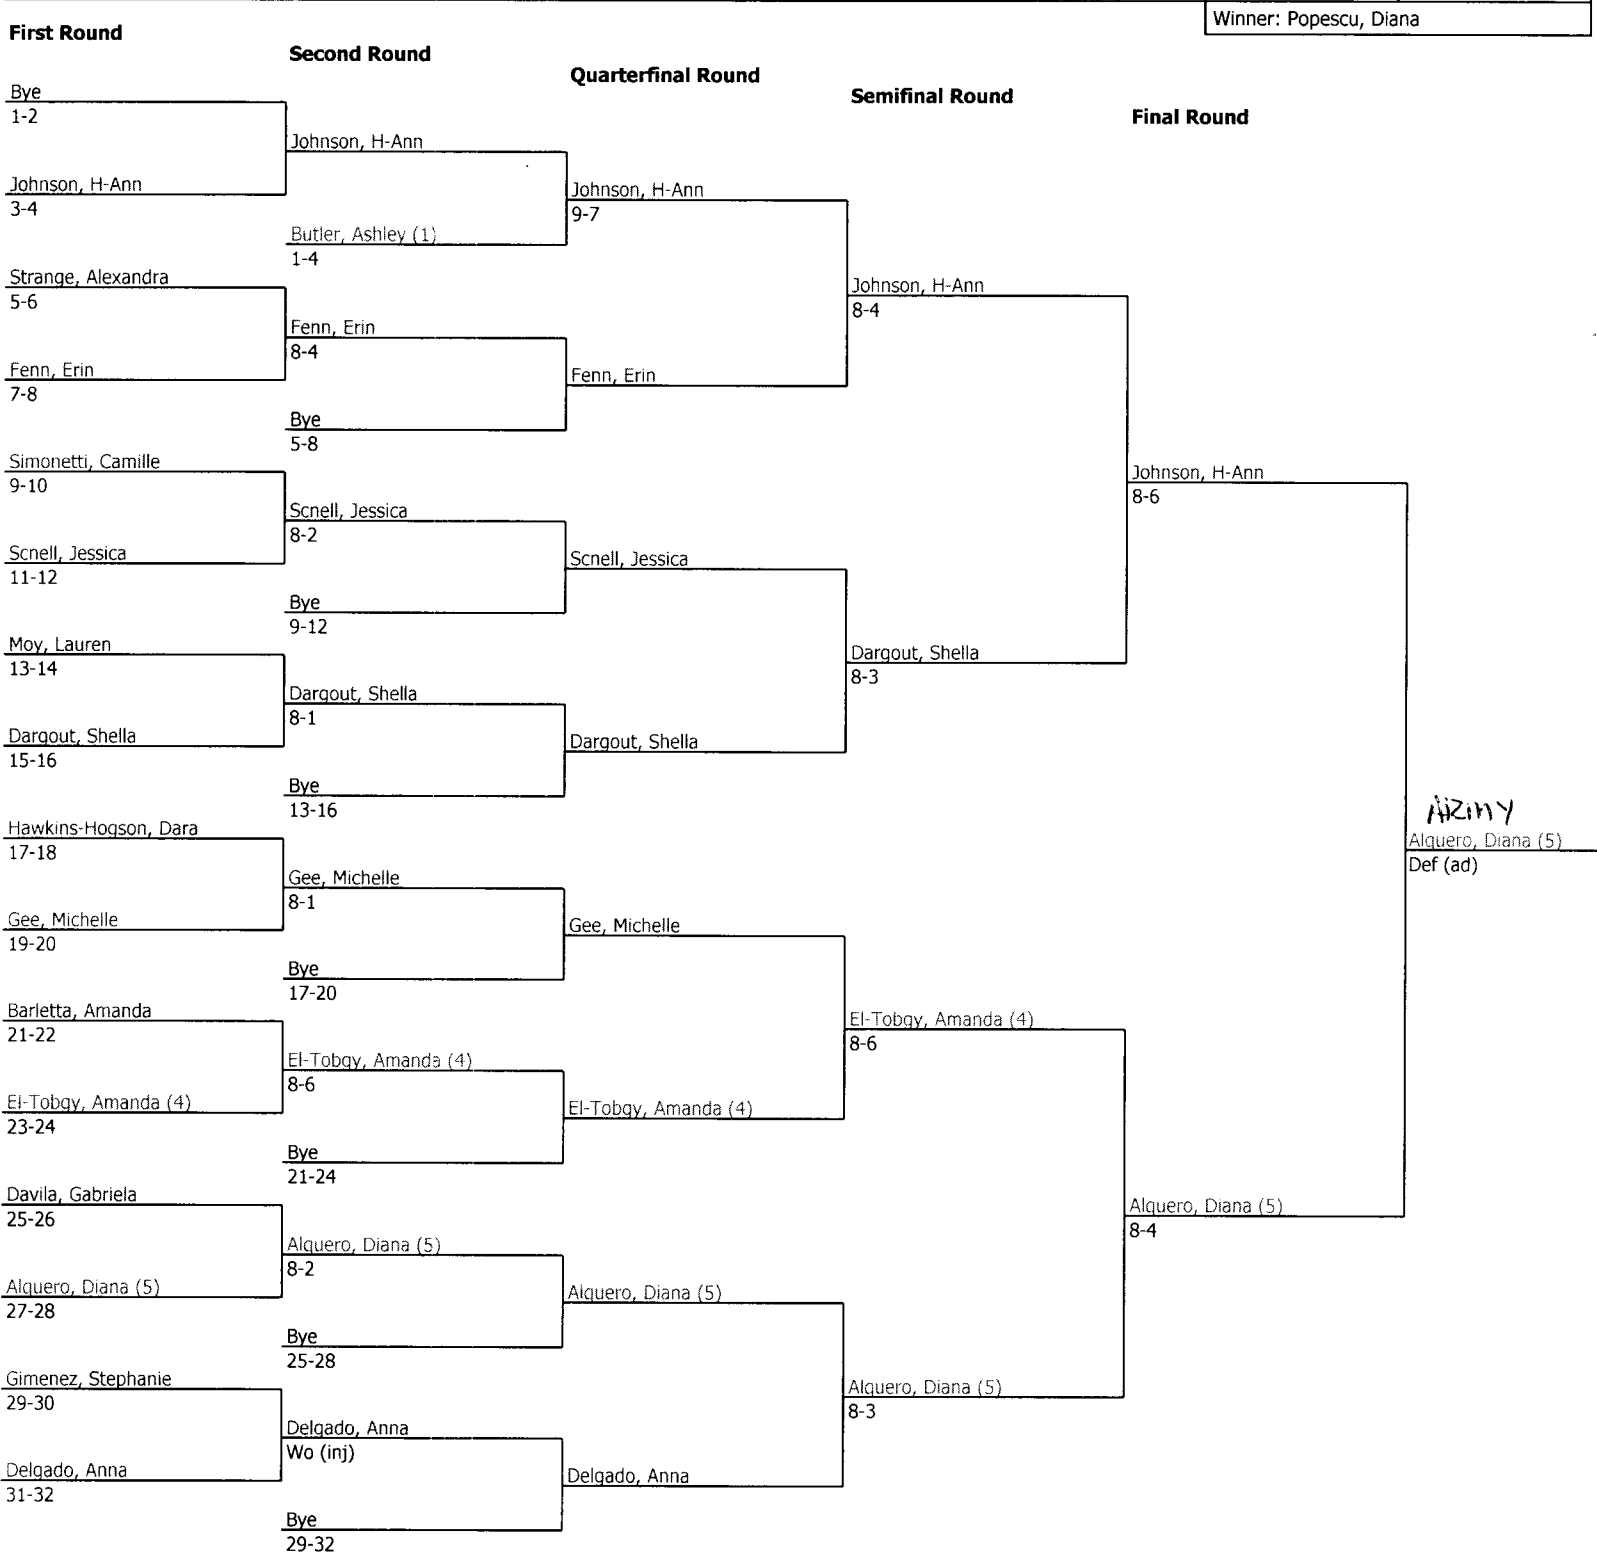 Winner: Popescu, Diana
First Round
Second Round
Quarterfinal Round
Semifinal Round
Final Round
Bye
1-2
Johnson, H-Ann
Johnson, H-Ann
3-4
Johnson, H-Ann
9-7
Butler, Ashley (1)
1-4
Strange, Alexandra
5-6
Johnson, H-Ann
8-4
Fenn, Erin
8-4
Fenn, Erin
7-8
Fenn, Erin
Bye
5-8
Simonetti, Camille
9-10
Johnson, H-Ann
8-6
Scnell, Jessica
8-2
Scnell, Jessica
11-12
Scnell, Jessica
Bye
9-12
Moy, Lauren
13-14
Dargout, Shella
8-3
Dargout, Shella
8-1
Dargout, Shella
15-16
Dargout, Shella
Bye
13-16
Hawkins-Hogson, Dara
17-18
Alquero, Diana (5)
Def (ad)
Gee, Michelle
8-1
Gee, Michelle
19-20
Gee, Michelle
Bye
17-20
Barletta, Amanda
21-22
El-Tobgy, Amanda (4)
8-6
El-Tobgy, Amanda (4)
8-6
El-Tobgy, Amanda (4)
23-24
El-Tobgy, Amanda (4)
Bye
21-24
Davila, Gabriela
25-26
Alquero, Diana (5)
8-4
Alquero, Diana (5)
8-2
Alquero, Diana (5)
27-28
Alquero, Diana (5)
Bye
25-28
Gimenez, Stephanie
29-30
Alquero, Diana (5)
8-3
Delgado, Anna
Wo (inj)
Delgado, Anna
31-32
Delgado, Anna
Bye
29-32